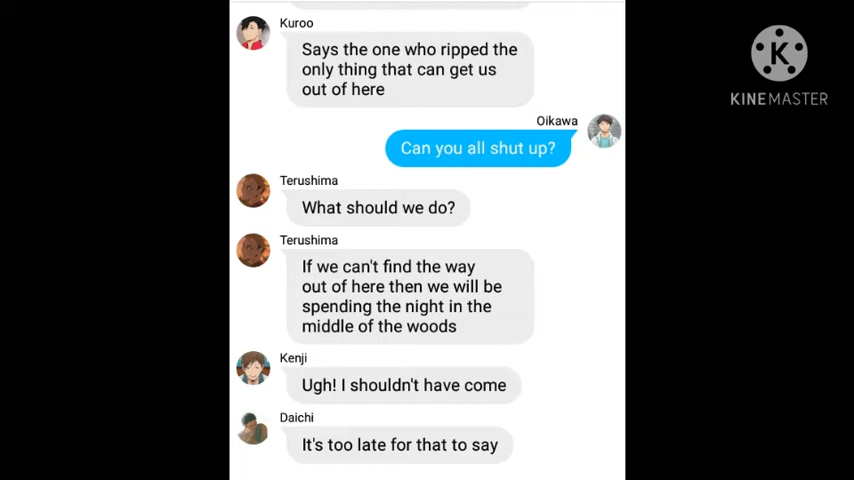 Kuroo
Says the one who ripped the
only thing that can get us
out of here
KINEMASTER
Oikawa
Can you all shut up?
Terushima
What should we do?
Terushima
If we can't find the way
out of here then we will be
spending the night in the
middle of the woods
Kenji
Ugh! I shouldn't have come
Daichi
It's too late for that to say